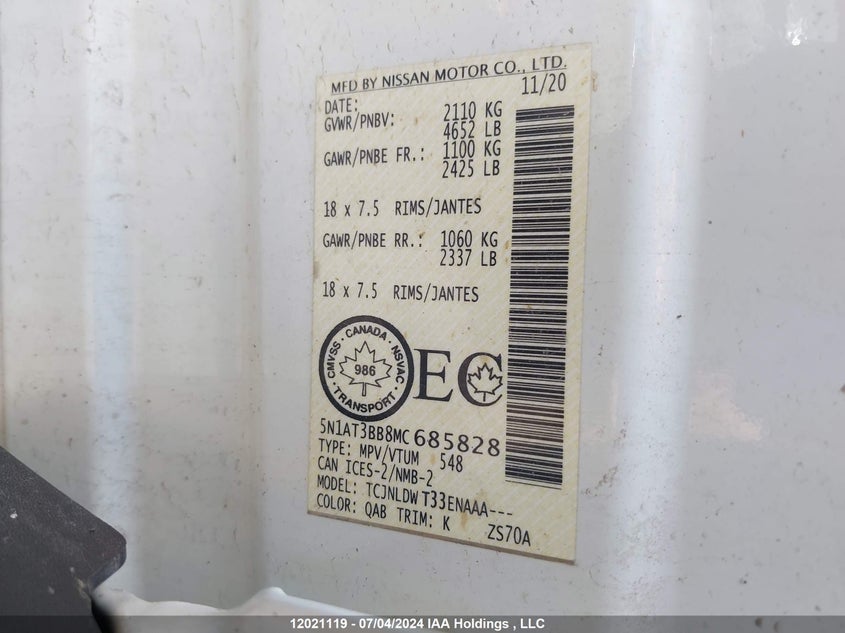 MFD BY NISSAN MOTOR CO., LTD.
DATE: 11/20
GVWR/PNBV: 2110 KG
4652 LB
GAWR/PNBE FR.: 1100 KG
2425 LB
18 x 7.5 RIMS/JANTES
GAWR/PNBE RR.: 1060 KG
2337 LB
18 x 7.5 RIMS/JANTES
CMVSS · CANADA · NSVAC · TRANSPORT ·
986
EC
5N1AT3BB8MC685828
TYPE: MPV/VTUM 548
CAN ICES-2/NMB-2
MODEL: TCJNLDWT33ENAAA---
COLOR: QAB TRIM: K ZS70A
12021119 - 07/04/2024 IAA Holdings , LLC